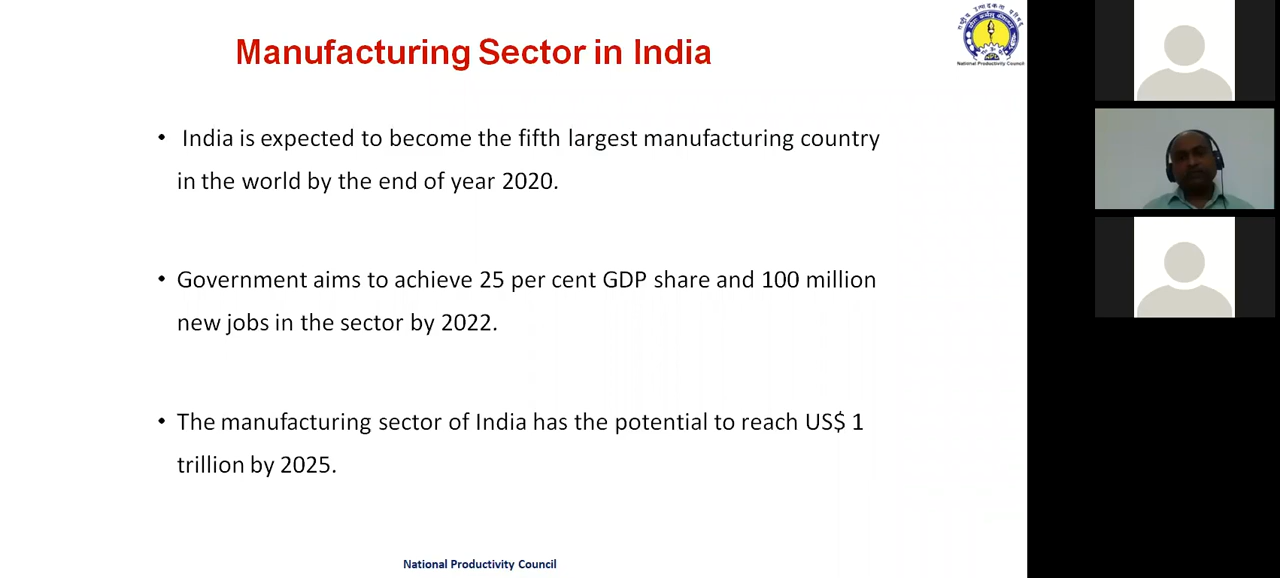 Manufacturing Sector in India
National Productivity Council
• India is expected to become the fifth largest manufacturing country
in the world by the end of year 2020.
• Government aims to achieve 25 per cent GDP share and 100 million
new jobs in the sector by 2022.
• The manufacturing sector of India has the potential to reach US$ 1
trillion by 2025.
National Productivity Council